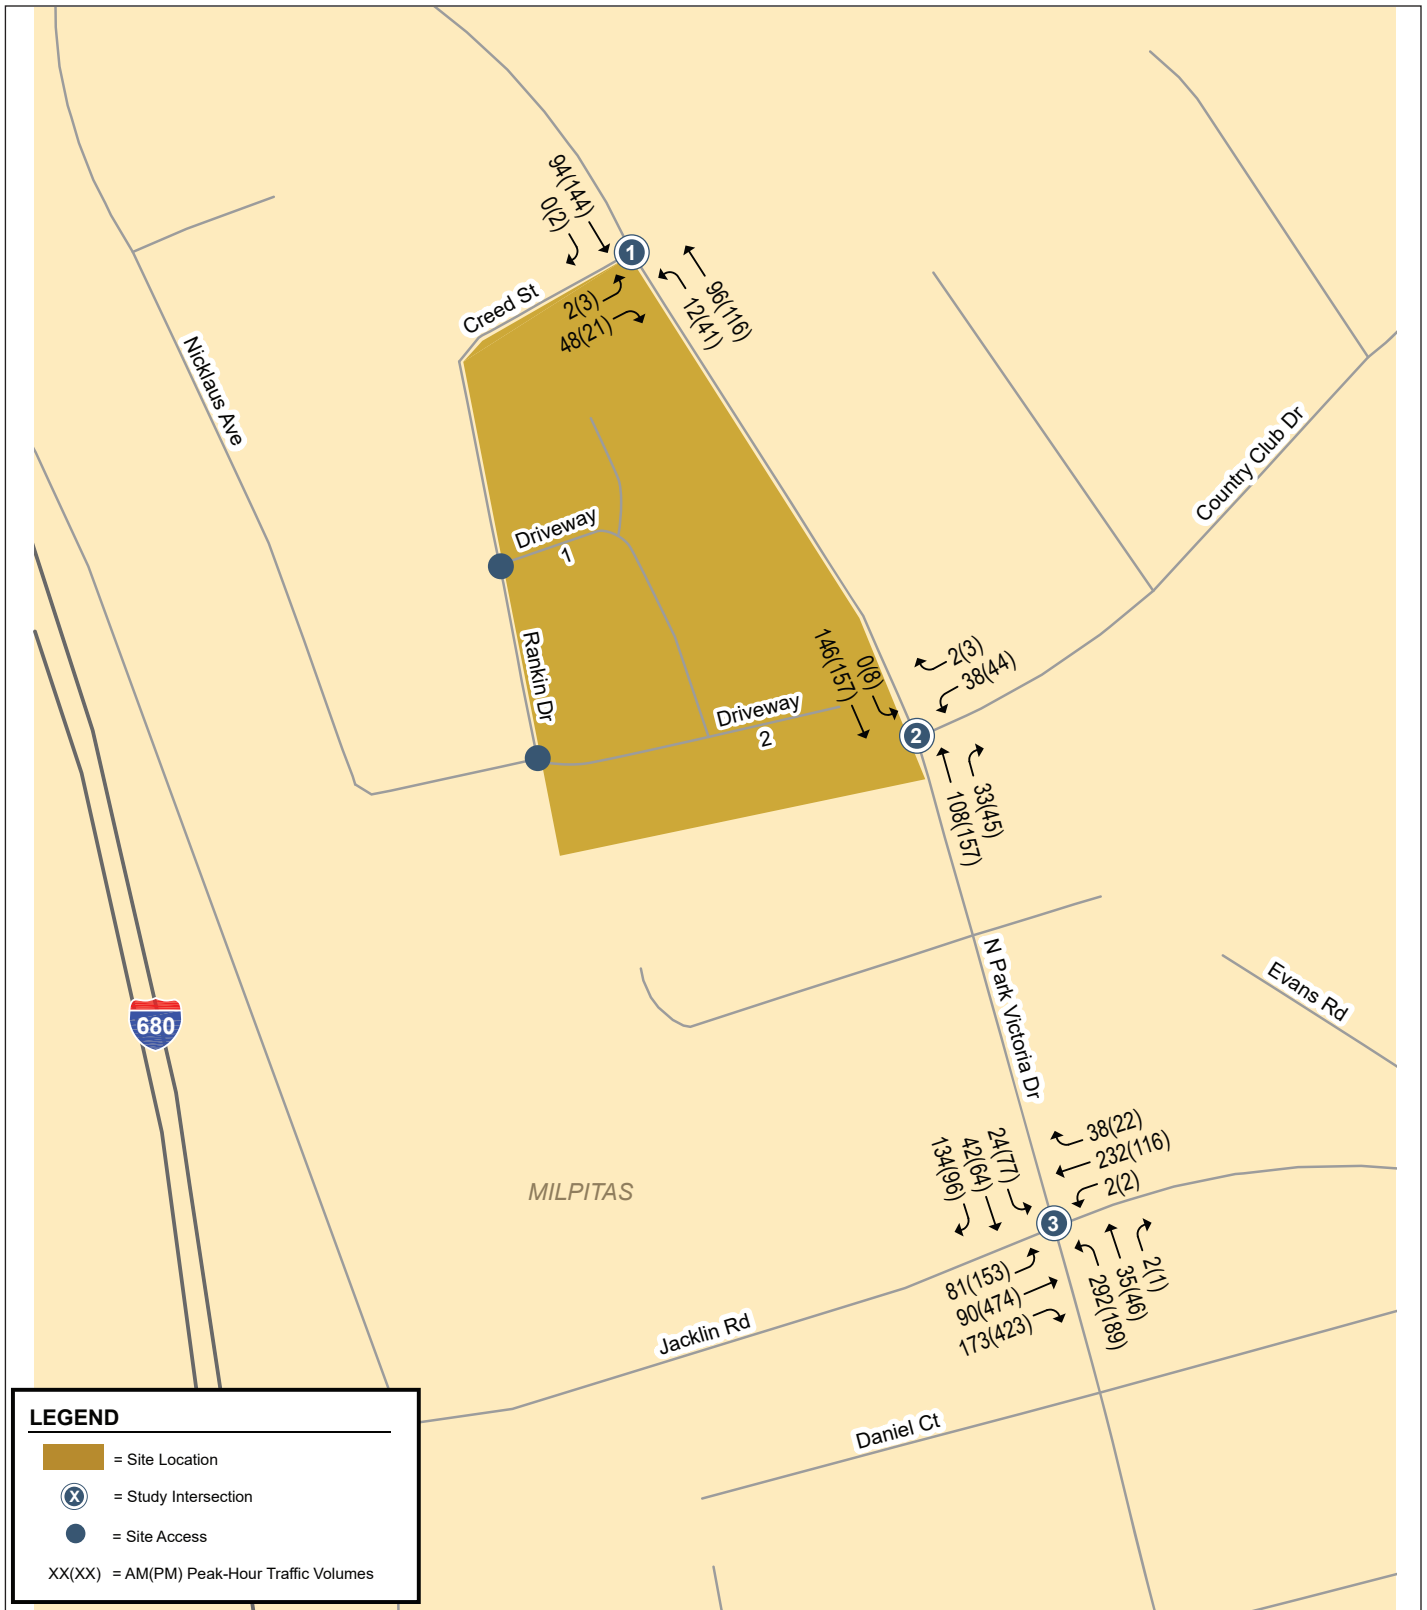 94(144)
0(2)
1
96(116)
12(41)
2(3)
48(21)
Creed St
Nicklaus Ave
Country Club Dr
Driveway
1
Rankin Dr
146(157)
0(8)
2(3)
38(44)
Driveway
2
2
33(45)
108(157)
N Park Victoria Dr
Evans Rd
680
MILPITAS
134(96)
42(64)
24(77)
38(22)
232(116)
2(2)
3
81(153)
90(474)
173(423)
2(1)
35(46)
292(189)
Jacklin Rd
Daniel Ct
LEGEND
= Site Location
X = Study Intersection
= Site Access
XX(XX) = AM(PM) Peak-Hour Traffic Volumes